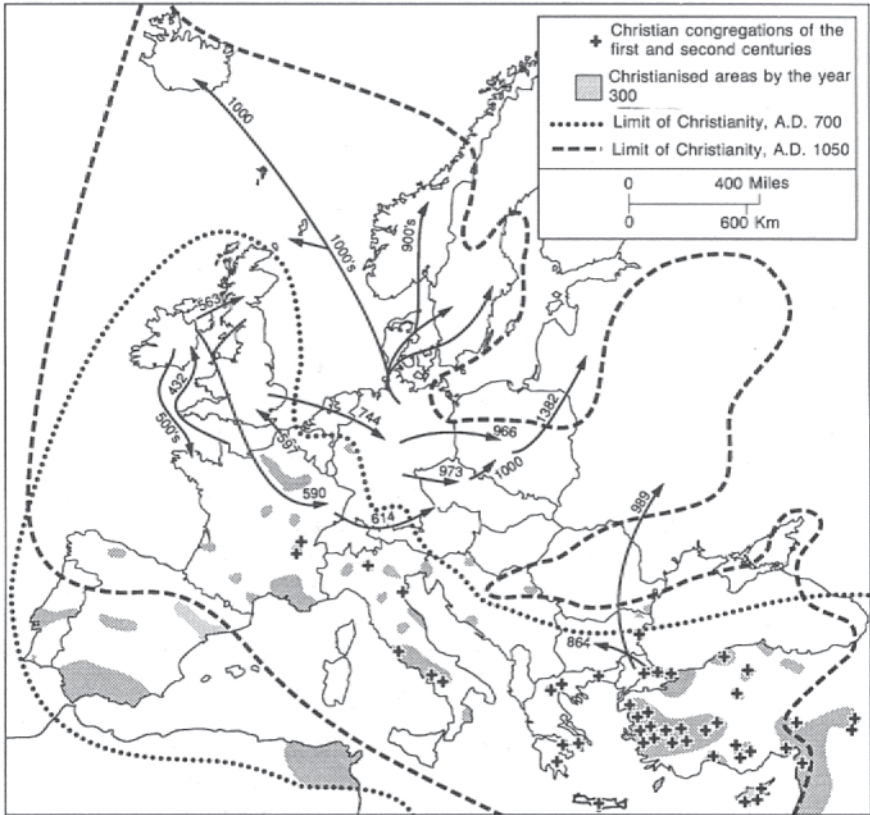 Christian congregations of the
first and second centuries
Christianised areas by the year
300
Limit of Christianity, A.D. 700
Limit of Christianity, A.D. 1050
0 400 Miles
0 600 Km
1000
1000's
900's
563
432
500's
597
744
590
614
966
973
1000
1382
989
864